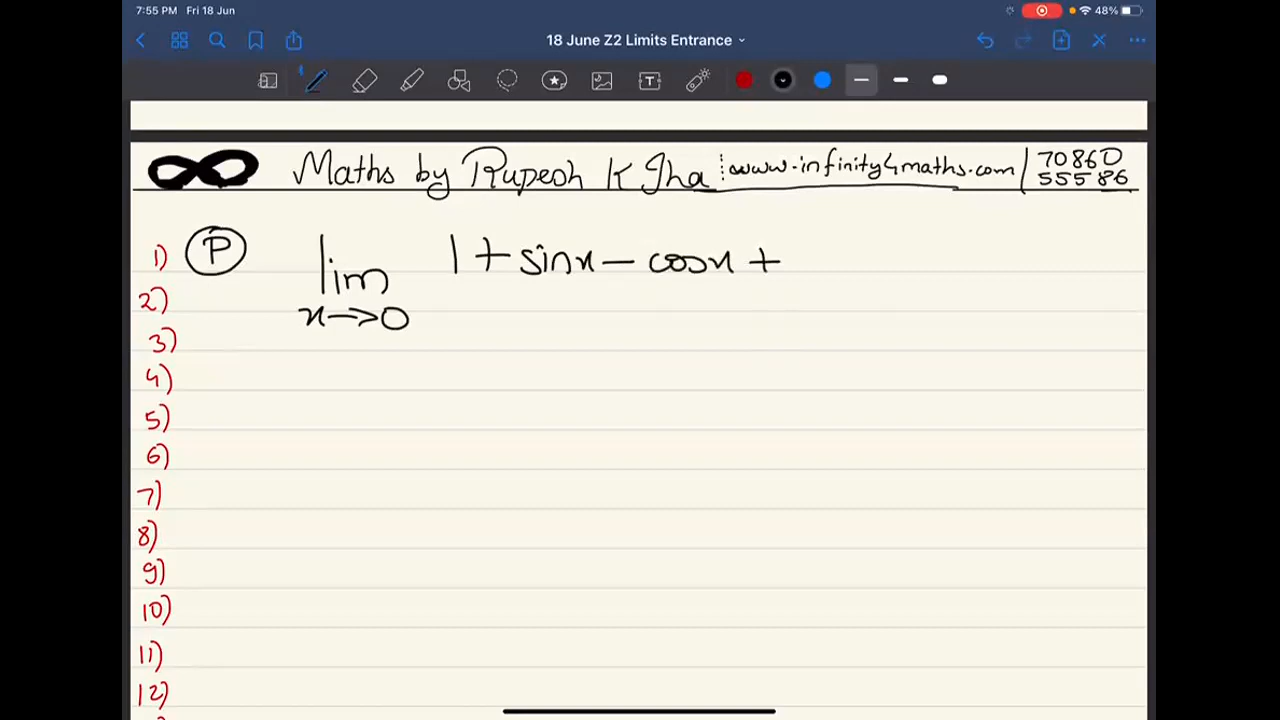 7:55 PM Fri 18 Jun 48%
18 June Z2 Limits Entrance
Maths by Rupesh K Jha www.infinity4maths.com 70860
55586
1) P lim 1 + sinx - cosx +
x→0
2)
3)
4)
5)
6)
7)
8)
9)
10)
11)
12)